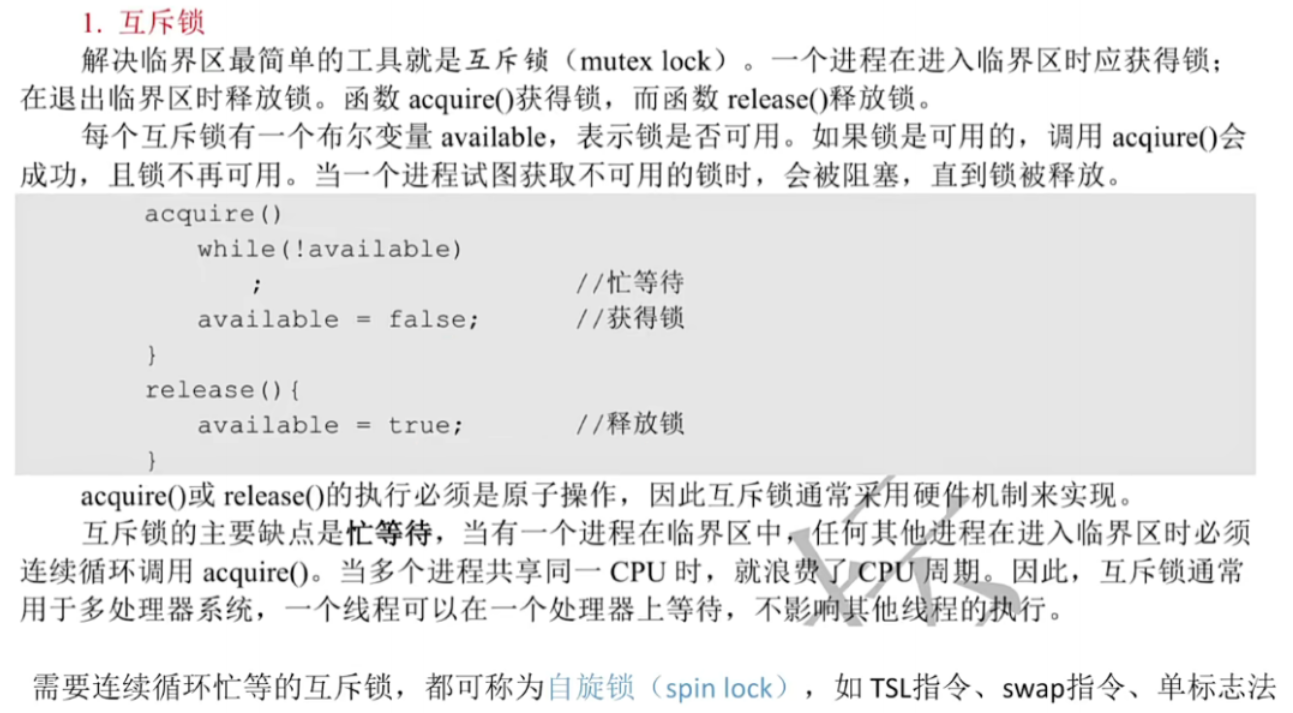 1. 互斥锁
解决临界区最简单的工具就是互斥锁（mutex lock）。一个进程在进入临界区时应获得锁；
在退出临界区时释放锁。函数 acquire()获得锁，而函数 release()释放锁。
每个互斥锁有一个布尔变量 available，表示锁是否可用。如果锁是可用的，调用 acqiure()会
成功，且锁不再可用。当一个进程试图获取不可用的锁时，会被阻塞，直到锁被释放。
acquire()
while(!available)
; //忙等待
available = false; //获得锁
}
release(){
available = true; //释放锁
}
acquire()或 release()的执行必须是原子操作，因此互斥锁通常采用硬件机制来实现。
互斥锁的主要缺点是忙等待，当有一个进程在临界区中，任何其他进程在进入临界区时必须
连续循环调用 acquire()。当多个进程共享同一 CPU 时，就浪费了 CPU 周期。因此，互斥锁通常
用于多处理器系统，一个线程可以在一个处理器上等待，不影响其他线程的执行。
需要连续循环忙等的互斥锁，都可称为自旋锁（spin lock），如 TSL指令、swap指令、单标志法